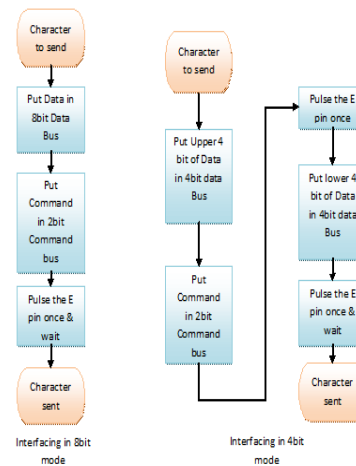 Character
to send
Put Data in
8bit Data
Bus
Put
Command
in 2bit
Command
bus
Pulse the E
pin once &
wait
Character
sent
Interfacing in 8bit
mode
Character
to send
Put Upper 4
bit of Data
in 4bit data
Bus
Put
Command
in 2bit
Command
bus
Pulse the E
pin once
Put lower 4
bit of Data
in 4bit data
Bus
Pulse the E
pin once &
wait
Character
sent
Interfacing in 4bit
mode